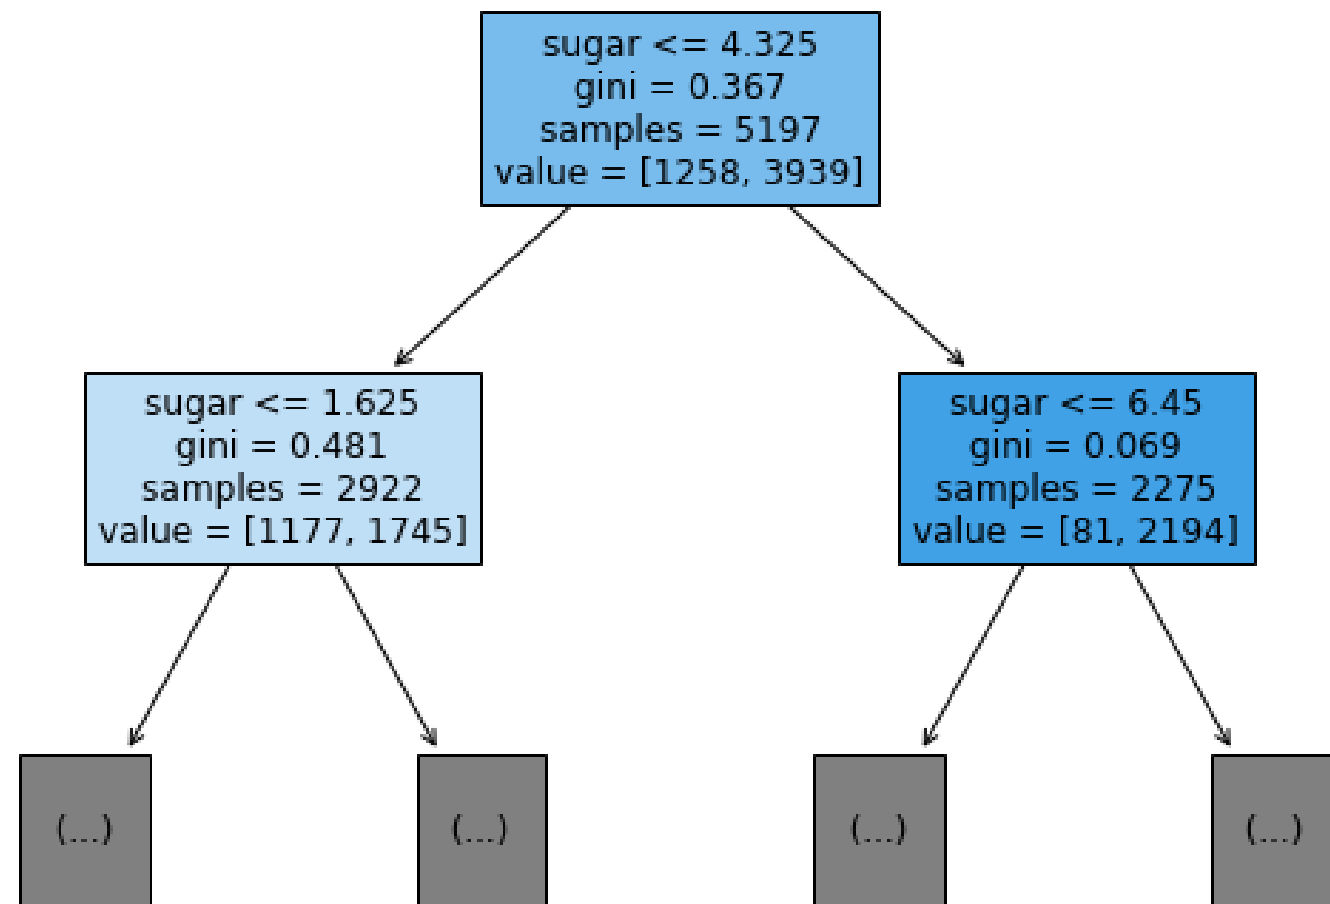 sugar <= 4.325
gini = 0.367
samples = 5197
value = [1258, 3939]
sugar <= 1.625
gini = 0.481
samples = 2922
value = [1177, 1745]
sugar <= 6.45
gini = 0.069
samples = 2275
value = [81, 2194]
(...)
(...)
(...)
(...)